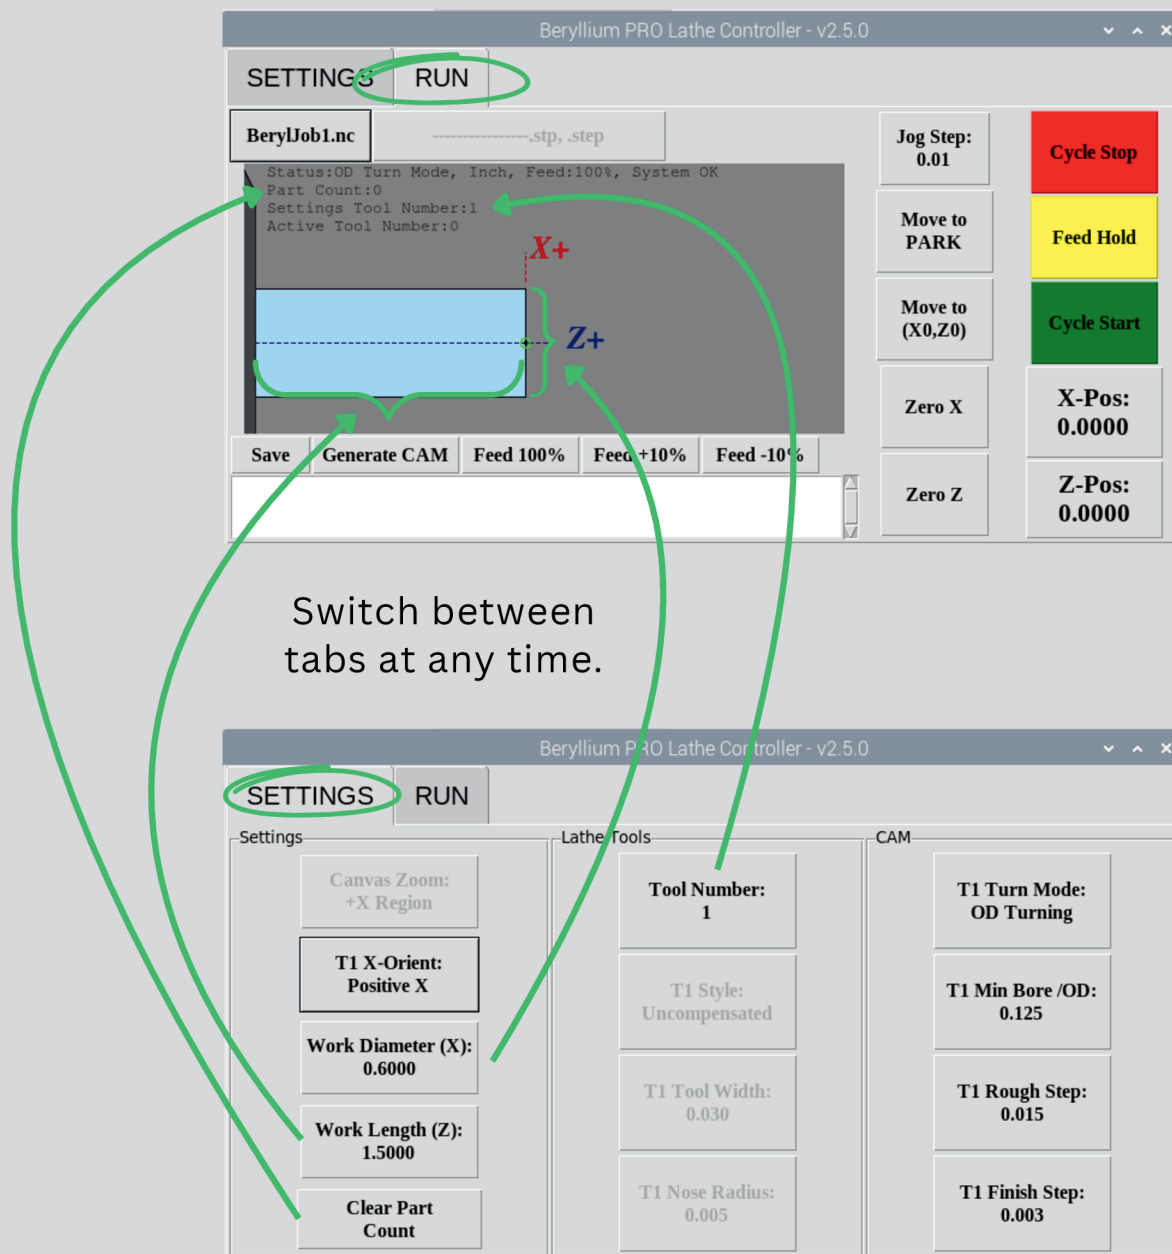 Beryllium PRO Lathe Controller - v2.5.0
SETTINGS
RUN
BerylJob1.nc
----------------.stp, .step
Status:OD Turn Mode, Inch, Feed:100%, System OK
Part Count:0
Settings Tool Number:1
Active Tool Number:0
X+
Z+
Save
Generate CAM
Feed 100%
Feed +10%
Feed -10%
Jog Step:
0.01
Move to
PARK
Move to
(X0,Z0)
Zero X
Zero Z
Cycle Stop
Feed Hold
Cycle Start
X-Pos:
0.0000
Z-Pos:
0.0000
Switch between
tabs at any time.
Beryllium PRO Lathe Controller - v2.5.0
SETTINGS
RUN
Settings
Canvas Zoom:
+X Region
T1 X-Orient:
Positive X
Work Diameter (X):
0.6000
Work Length (Z):
1.5000
Clear Part
Count
Lathe Tools
Tool Number:
1
T1 Style:
Uncompensated
T1 Tool Width:
0.030
T1 Nose Radius:
0.005
CAM
T1 Turn Mode:
OD Turning
T1 Min Bore /OD:
0.125
T1 Rough Step:
0.015
T1 Finish Step:
0.003